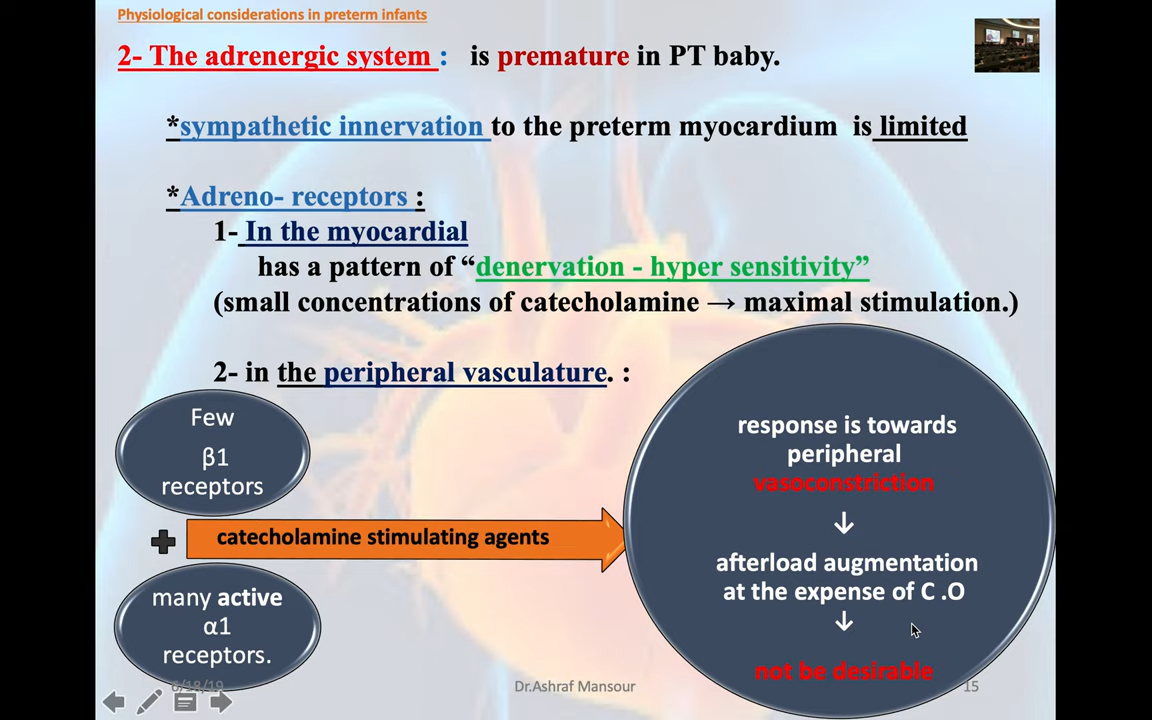 Physiological considerations in preterm infants
2- The adrenergic system : is premature in PT baby.
*sympathetic innervation to the preterm myocardium is limited
*Adreno- receptors :
1- In the myocardial
has a pattern of “denervation - hyper sensitivity”
(small concentrations of catecholamine → maximal stimulation.)
2- in the peripheral vasculature. :
Few
β1
receptors
+
many active
α1
receptors.
catecholamine stimulating agents
response is towards
peripheral
vasoconstriction
↓
afterload augmentation
at the expense of C .O
↓
not be desirable
6/18/19
Dr.Ashraf Mansour
15